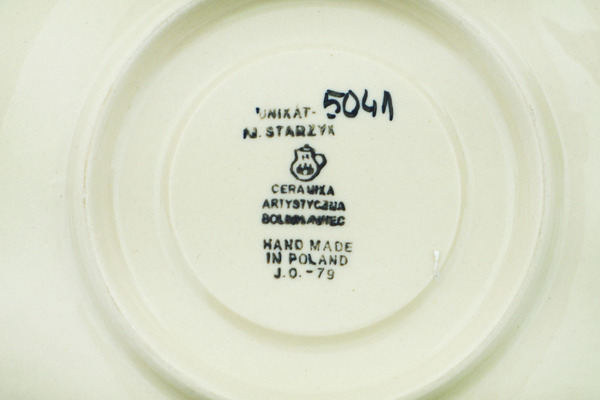 UNIKAT- 5041
M. STARZYK
CERAMIKA
ARTYSTYCZNA
BOLESŁAWIEC
HAND MADE
IN POLAND
J.O.-79